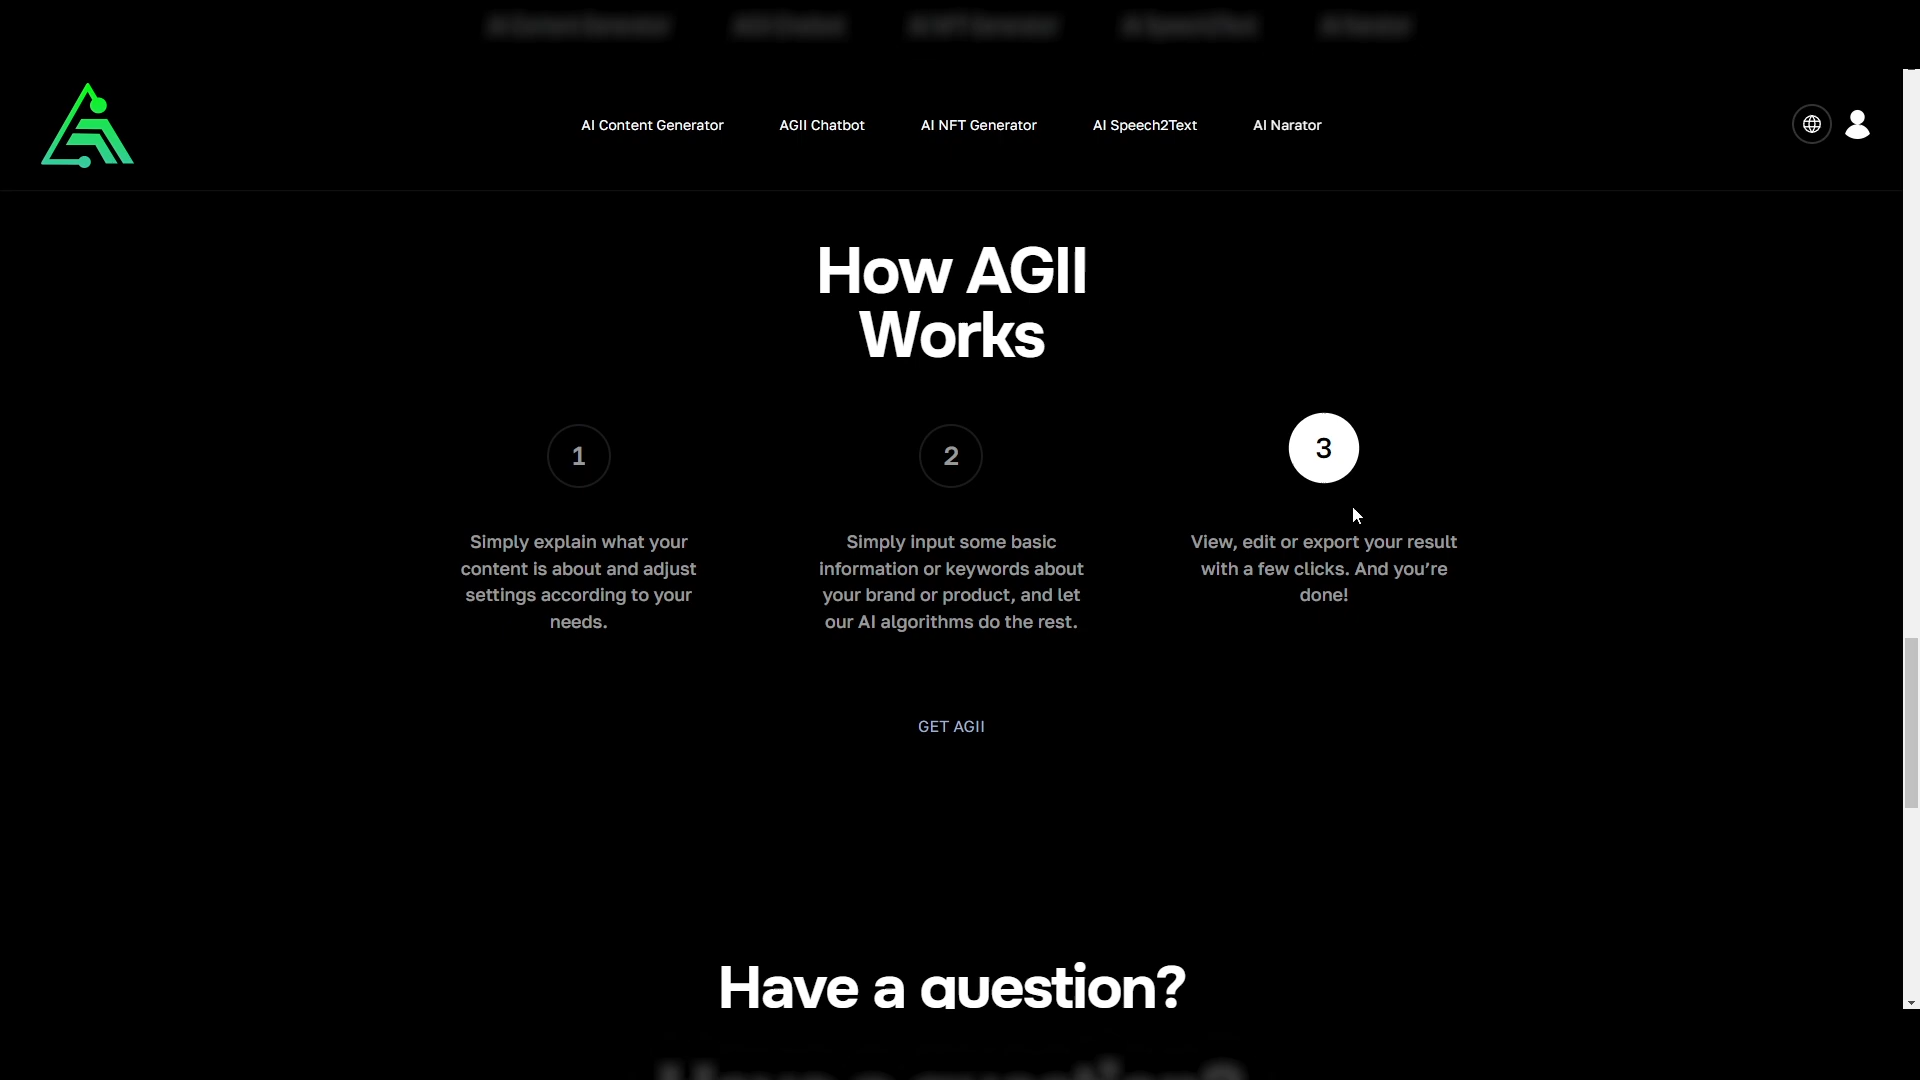 AI Content Generator
AGII Chatbot
AI NFT Generator
AI Speech2Text
AI Narator
How AGII
Works
1
2
3
Simply explain what your
content is about and adjust
settings according to your
needs.
Simply input some basic
information or keywords about
your brand or product, and let
our AI algorithms do the rest.
View, edit or export your result
with a few clicks. And you’re
done!
GET AGII
Have a question?